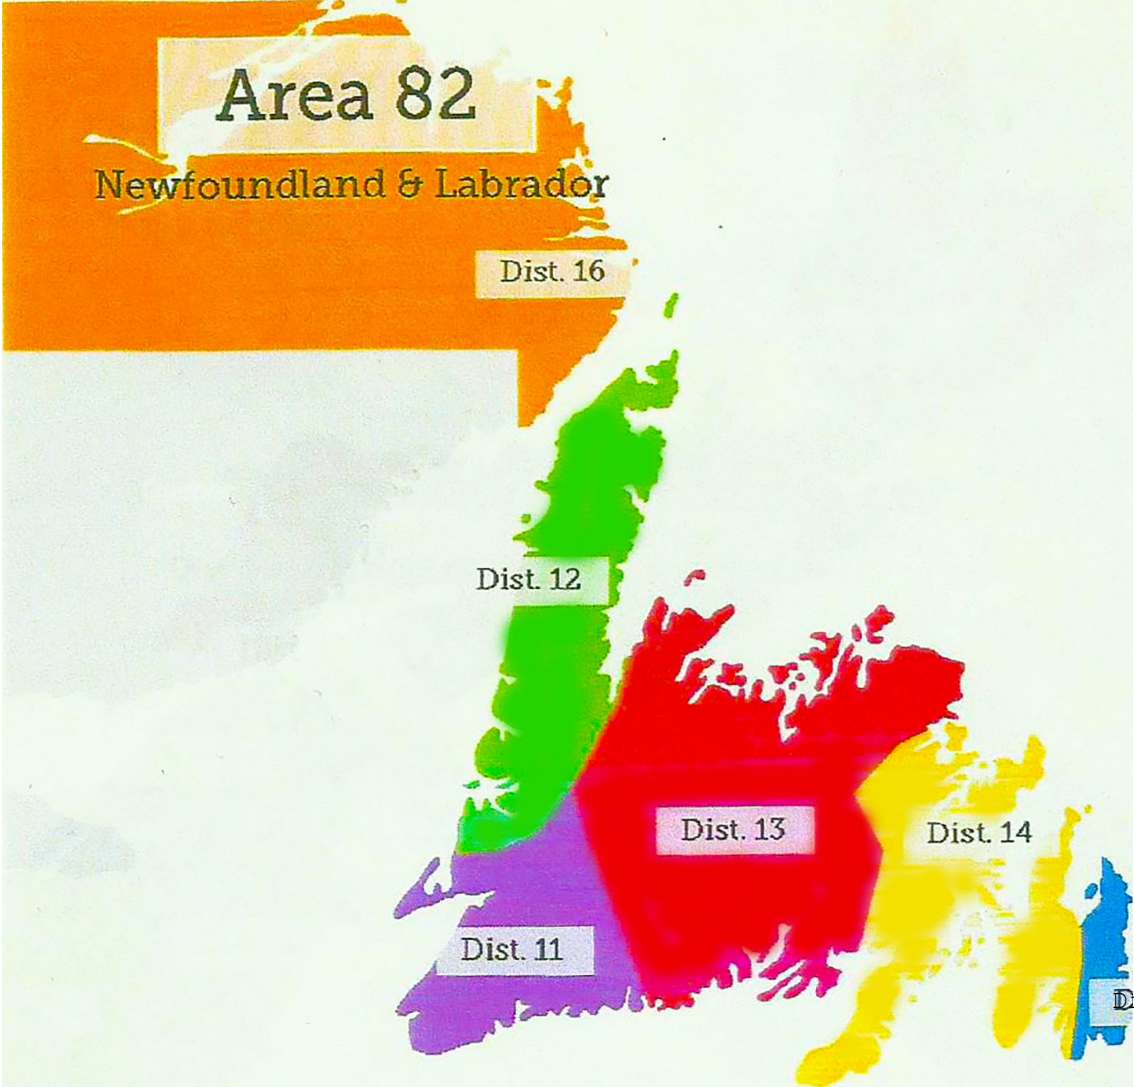 Area 82
Newfoundland & Labrador
Dist. 16
Dist. 12
Dist. 13
Dist. 14
Dist. 11